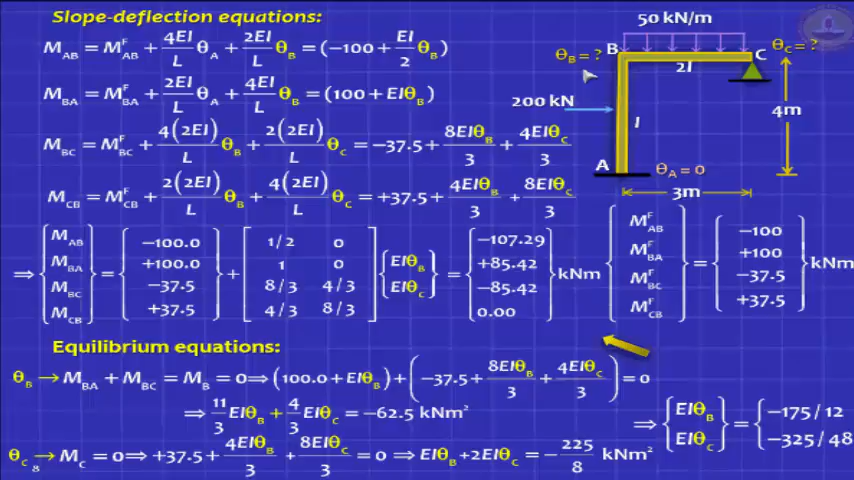 Slope-deflection equations:
M_AB = M^F_AB + 4EI/L θ_A + 2EI/L θ_B = (−100 + EI/2 θ_B)
M_BA = M^F_BA + 2EI/L θ_A + 4EI/L θ_B = (100 + EIθ_B)
M_BC = M^F_BC + 4(2EI)/L θ_B + 2(2EI)/L θ_C = −37.5 + 8EIθ_B/3 + 4EIθ_C/3
M_CB = M^F_CB + 2(2EI)/L θ_B + 4(2EI)/L θ_C = +37.5 + 4EIθ_B/3 + 8EIθ_C/3
50 kN/m
θ_B = ?
B
C
θ_C = ?
2I
200 kN
I
4m
A
θ_A = 0
3m
⇒ {M_AB M_BA M_BC M_CB} = {−100.0 +100.0 −37.5 +37.5} + [1/2 0 1 0 8/3 4/3 4/3 8/3] {EIθ_B EIθ_C} = {−107.29 +85.42 −85.42 0.00} kNm
{M^F_AB M^F_BA M^F_BC M^F_CB} = {−100 +100 −37.5 +37.5} kNm
Equilibrium equations:
θ_B → M_BA + M_BC = M_B = 0 ⇒ (100.0 + EIθ_B) + (−37.5 + 8EIθ_B/3 + 4EIθ_C/3) = 0
⇒ 11/3 EIθ_B + 4/3 EIθ_C = −62.5 kNm²
θ_C → M_C = 0 ⇒ +37.5 + 4EIθ_B/3 + 8EIθ_C/3 = 0 ⇒ EIθ_B + 2EIθ_C = −225/8 kNm²
⇒ {EIθ_B EIθ_C} = {−175/12 −325/48}
8